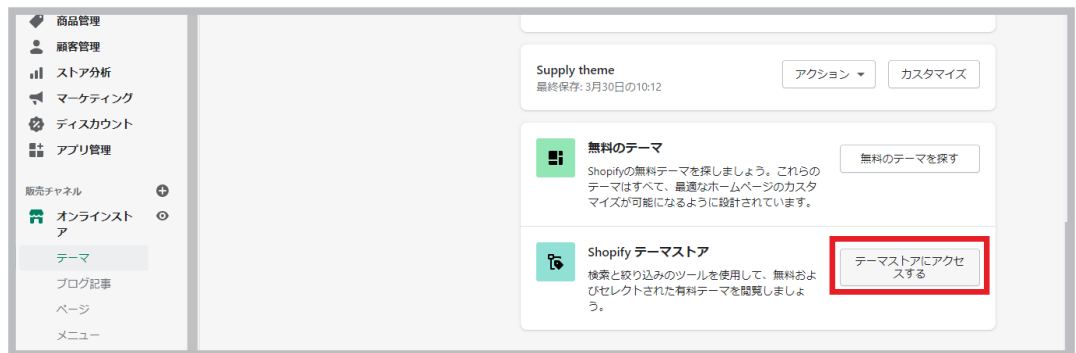 商品管理
顧客管理
ストア分析
マーケティング
ディスカウント
アプリ管理
販売チャネル
オンラインスト
ア
テーマ
ブログ記事
ページ
メニュー
Supply theme
最終保存: 3月30日の10:12
アクション
カスタマイズ
無料のテーマ
Shopifyの無料テーマを探しましょう。これらの
テーマはすべて、最適なホームページのカスタ
マイズが可能になるように設計されています。
無料のテーマを探す
Shopify テーマストア
検索と絞り込みのツールを使用して、無料およ
びセレクトされた有料テーマを閲覧しましょ
う。
テーマストアにアクセ
スする